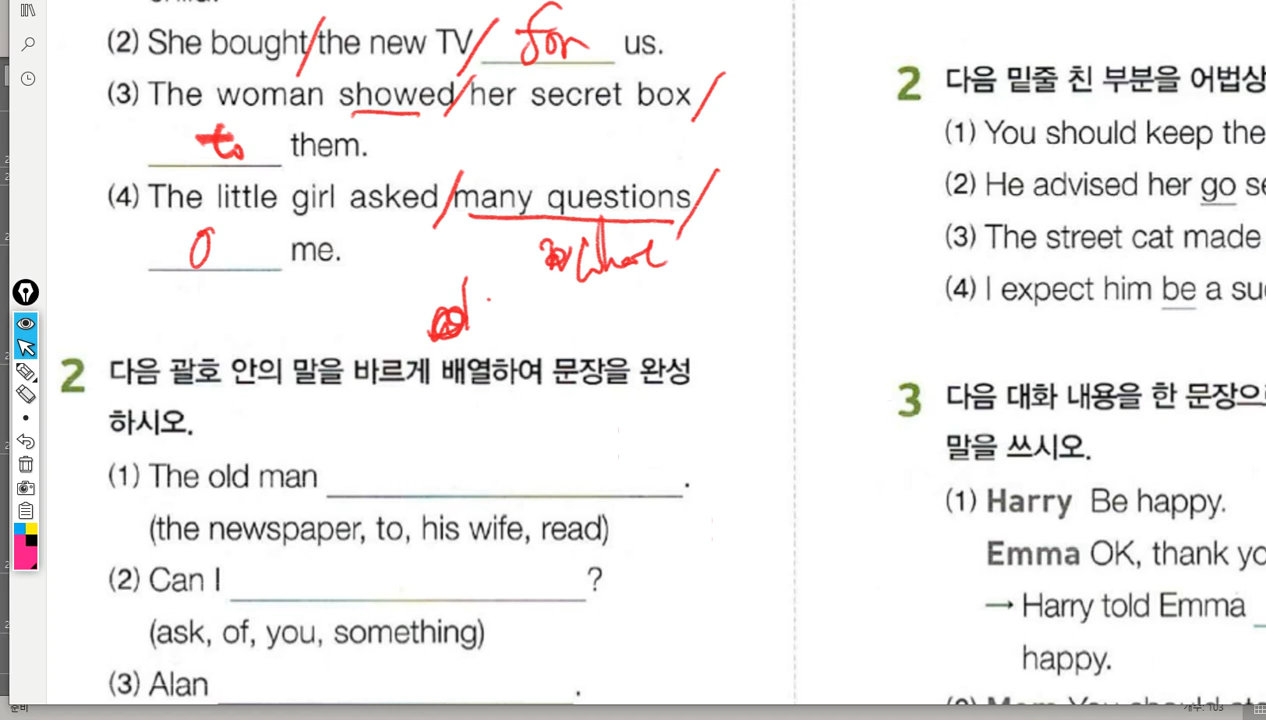 (2) She bought/the new TV/ for us.
(3) The woman showed/her secret box/
to them.
(4) The little girl asked/many questions/
o me.
2 다음 괄호 안의 말을 바르게 배열하여 문장을 완성
하시오.
(1) The old man .
(the newspaper, to, his wife, read)
(2) Can I ?
(ask, of, you, something)
(3) Alan .
2 다음 밑줄 친 부분을 어법상
(1) You should keep the
(2) He advised her go se
(3) The street cat made
(4) I expect him be a su
3 다음 대화 내용을 한 문장으로
말을 쓰시오.
(1) Harry Be happy.
Emma OK, thank yo
→ Harry told Emma
happy.
준비
개수: 103